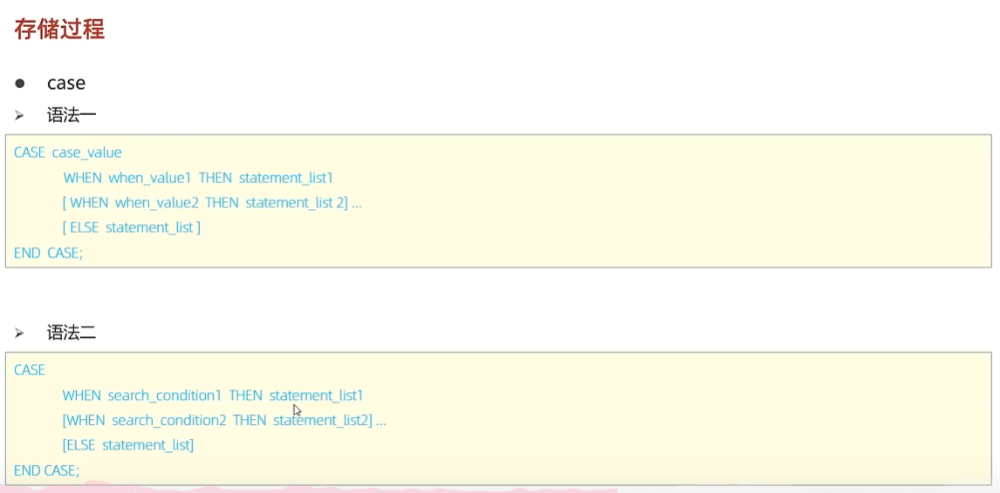 存储过程
case
语法一
CASE case_value
WHEN when_value1 THEN statement_list1
[ WHEN when_value2 THEN statement_list 2] ...
[ ELSE statement_list ]
END CASE;
语法二
CASE
WHEN search_condition1 THEN statement_list1
[WHEN search_condition2 THEN statement_list2] ...
[ELSE statement_list]
END CASE;